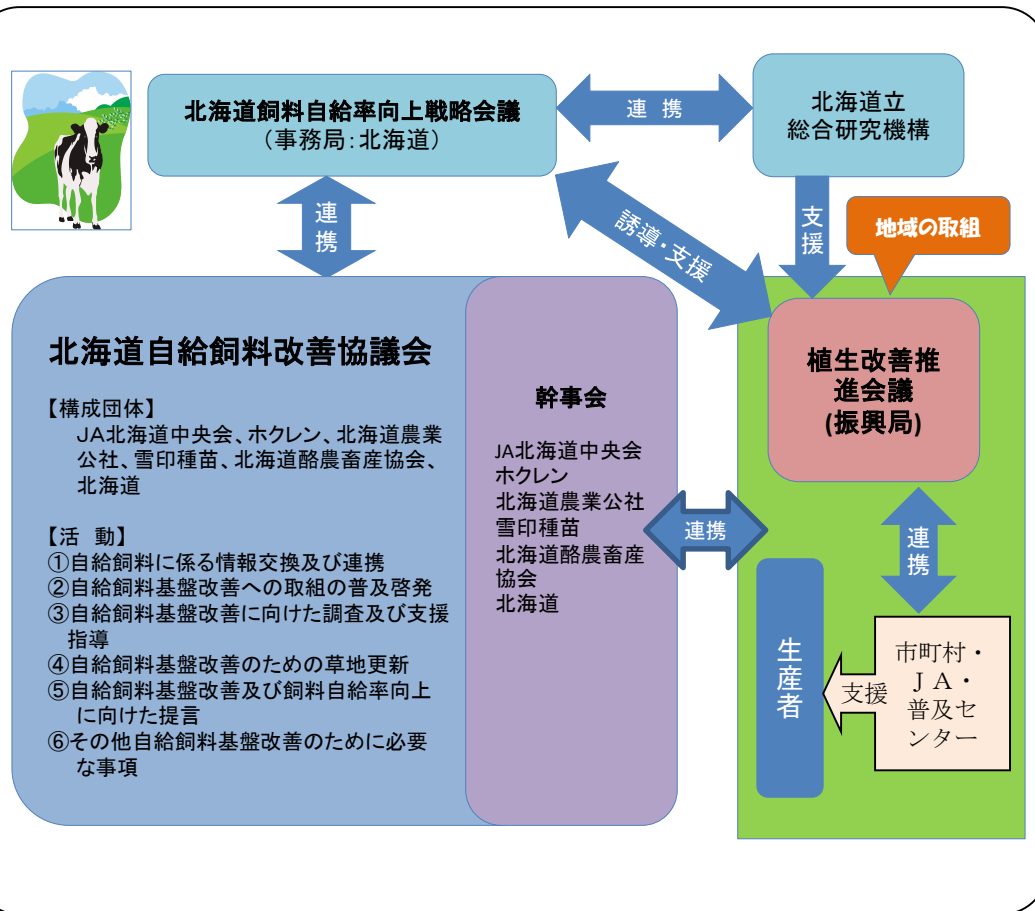 北海道飼料自給率向上戦略会議
（事務局：北海道）
連 携
北海道立
総合研究機構
連携
誘導・支援
支援
地域の取組
北海道自給飼料改善協議会
【構成団体】
JA北海道中央会、ホクレン、北海道農業
公社、雪印種苗、北海道酪農畜産協会、
北海道
【活 動】
①自給飼料に係る情報交換及び連携
②自給飼料基盤改善への取組の普及啓発
③自給飼料基盤改善に向けた調査及び支援
指導
④自給飼料基盤改善のための草地更新
⑤自給飼料基盤改善及び飼料自給率向上
に向けた提言
⑥その他自給飼料基盤改善のために必要
な事項
幹事会
JA北海道中央会
ホクレン
北海道農業公社
雪印種苗
北海道酪農畜産
協会
北海道
連携
植生改善推
進会議
(振興局)
連携
生産者
支援
市町村・
ＪＡ・
普及セ
ンター